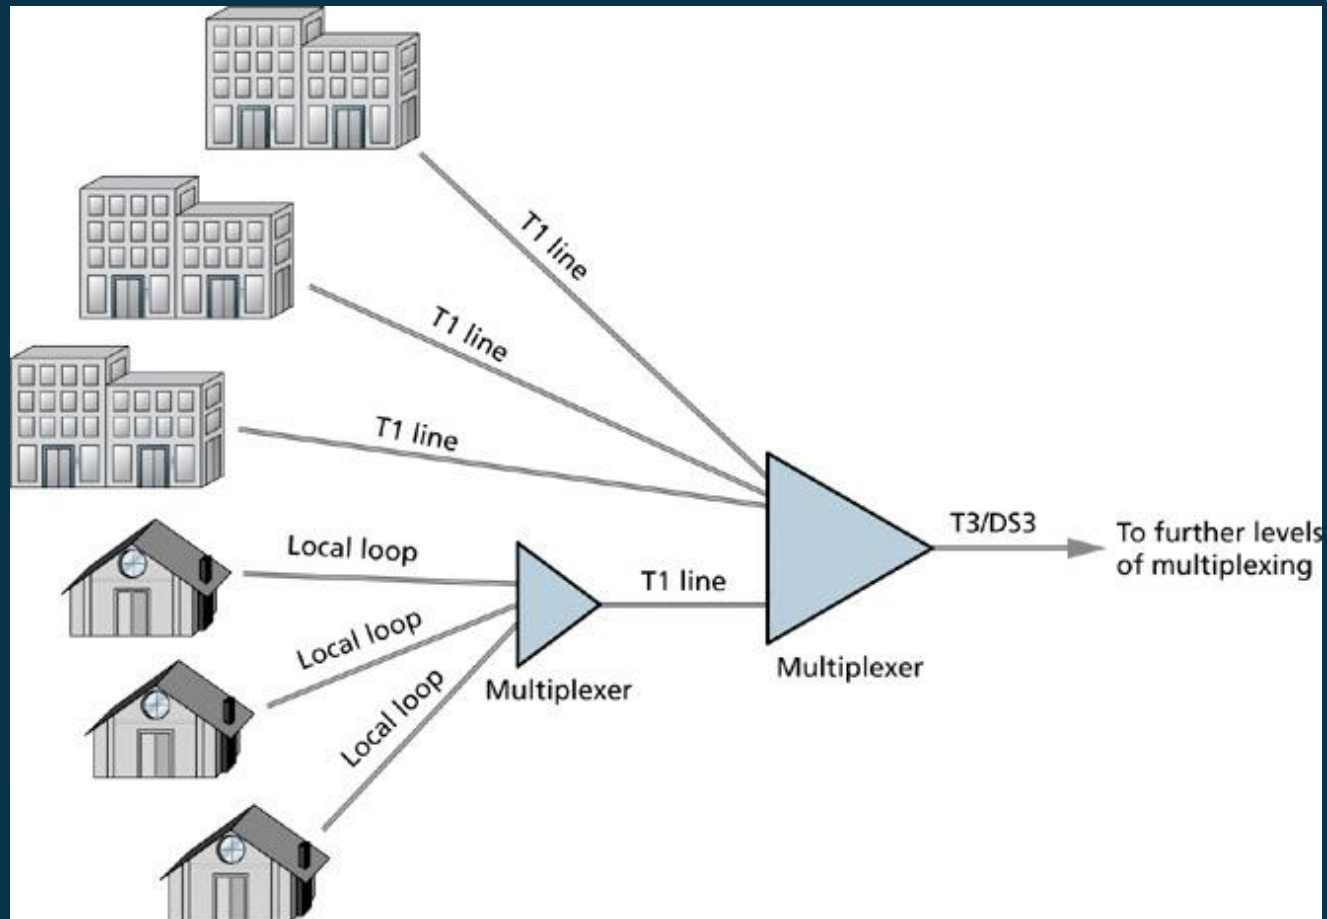 T1 line
T1 line
T1 line
Local loop
Local loop
Local loop
Multiplexer
T1 line
Multiplexer
T3/DS3
To further levels
of multiplexing